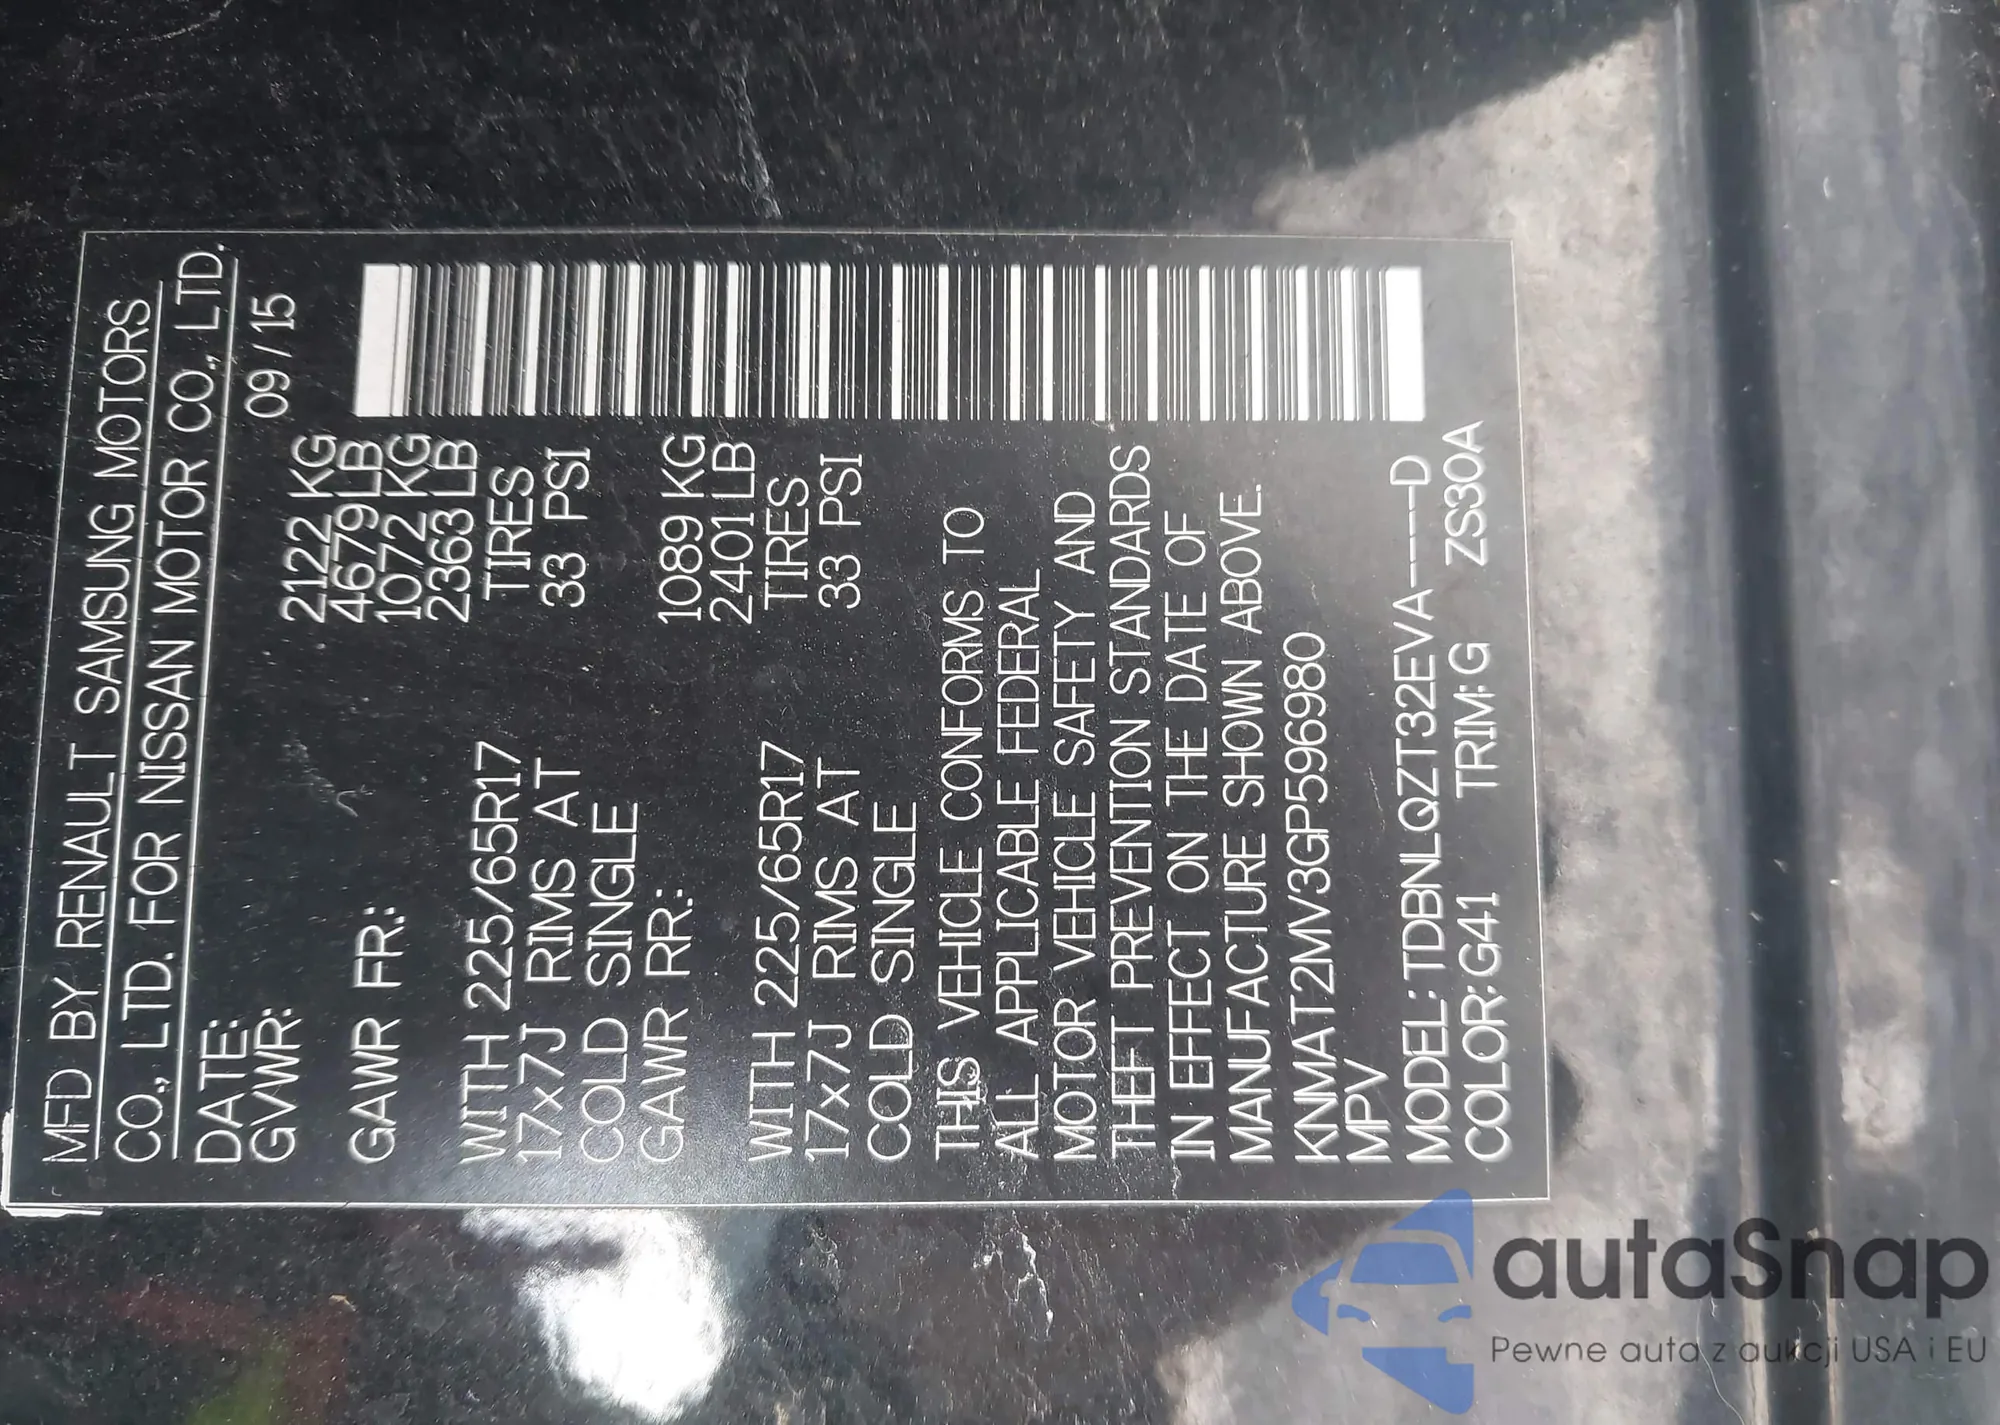 MFD BY RENAULT SAMSUNG MOTORS
CO., LTD. FOR NISSAN MOTOR CO., LTD.
DATE: 09/15
GVWR: 2122 KG
4679 LB
GAWR FR.: 1072 KG
2363 LB
WITH 225/65R17 TIRES
17x7J RIMS AT 33 PSI
COLD SINGLE
GAWR RR.: 1089 KG
2401 LB
WITH 225/65R17 TIRES
17x7J RIMS AT 33 PSI
COLD SINGLE
THIS VEHICLE CONFORMS TO
ALL APPLICABLE FEDERAL
MOTOR VEHICLE SAFETY AND
THEFT PREVENTION STANDARDS
IN EFFECT ON THE DATE OF
MANUFACTURE SHOWN ABOVE.
KNMAT2MV3GP596980
MPV
MODEL: TDBNLQZT32EVA----D
COLOR:G41 TRIM:G ZS30A
autaSnap
Pewne auta z aukcji USA i EU